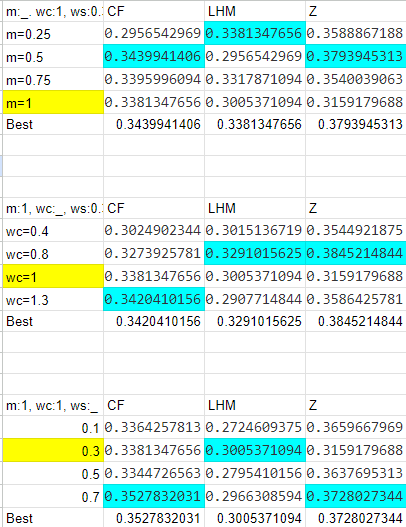 m:_. wc:1, ws:0. CF LHM Z
m=0.25 0.2956542969 0.3381347656 0.3588867188
m=0.5 0.3439941406 0.2956542969 0.3793945313
m=0.75 0.3395996094 0.3317871094 0.3540039063
m=1 0.3381347656 0.3005371094 0.3159179688
Best 0.3439941406 0.3381347656 0.3793945313
m:1, wc:_, ws:0. CF LHM Z
wc=0.4 0.3024902344 0.3015136719 0.3544921875
wc=0.8 0.3273925781 0.3291015625 0.3845214844
wc=1 0.3381347656 0.3005371094 0.3159179688
wc=1.3 0.3420410156 0.2907714844 0.3586425781
Best 0.3420410156 0.3291015625 0.3845214844
m:1, wc:1, ws:_ CF LHM Z
0.1 0.3364257813 0.2724609375 0.3659667969
0.3 0.3381347656 0.3005371094 0.3159179688
0.5 0.3344726563 0.2795410156 0.3637695313
0.7 0.3527832031 0.2966308594 0.3728027344
Best 0.3527832031 0.3005371094 0.3728027344